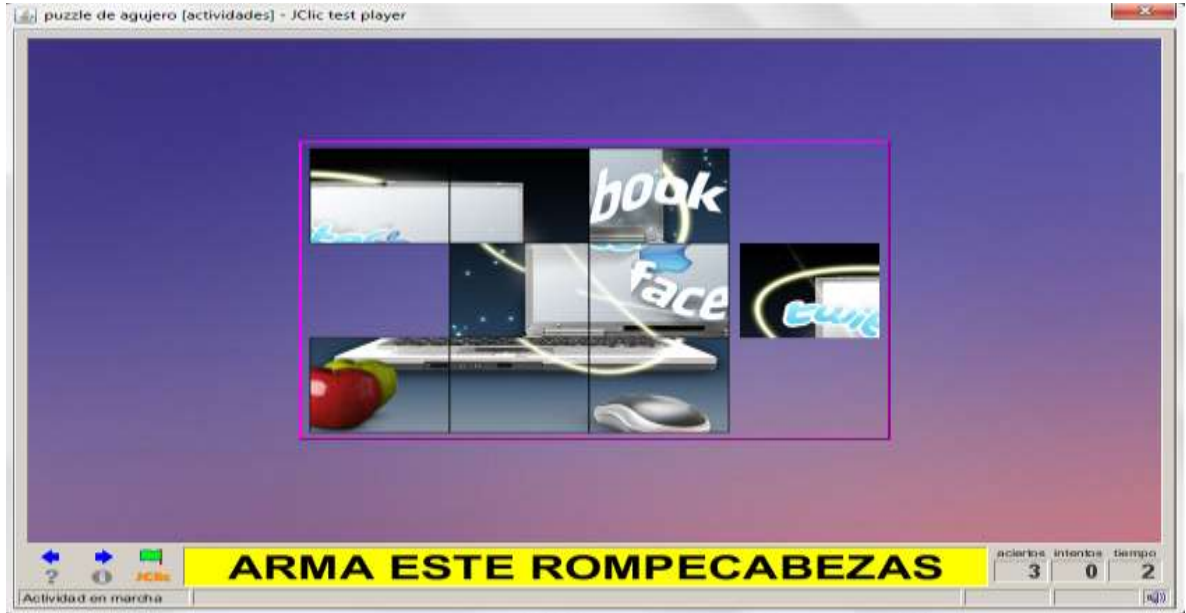 puzzle de agujero [actividades] - JClic test player
book
face
twit
ARMA ESTE ROMPECABEZAS
aciertos intentos tiempo
3 0 2
? JClic
Actividad en marcha